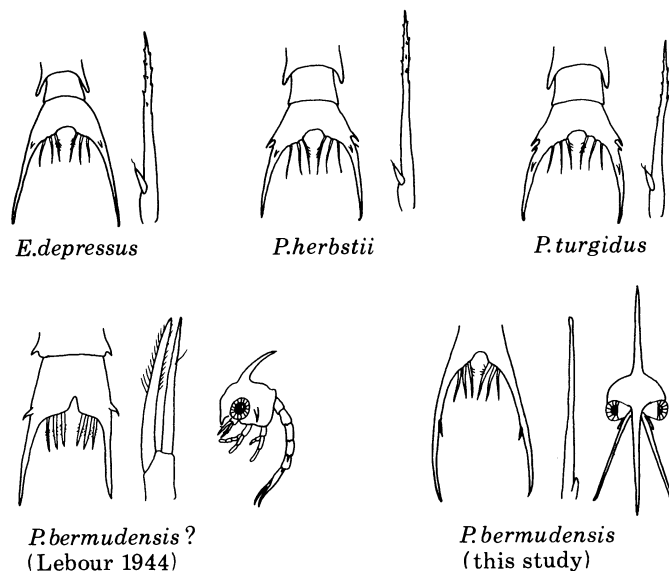 E.depressus
P.herbstii
P.turgidus
P.bermudensis ?
(Lebour 1944)
P.bermudensis
(this study)